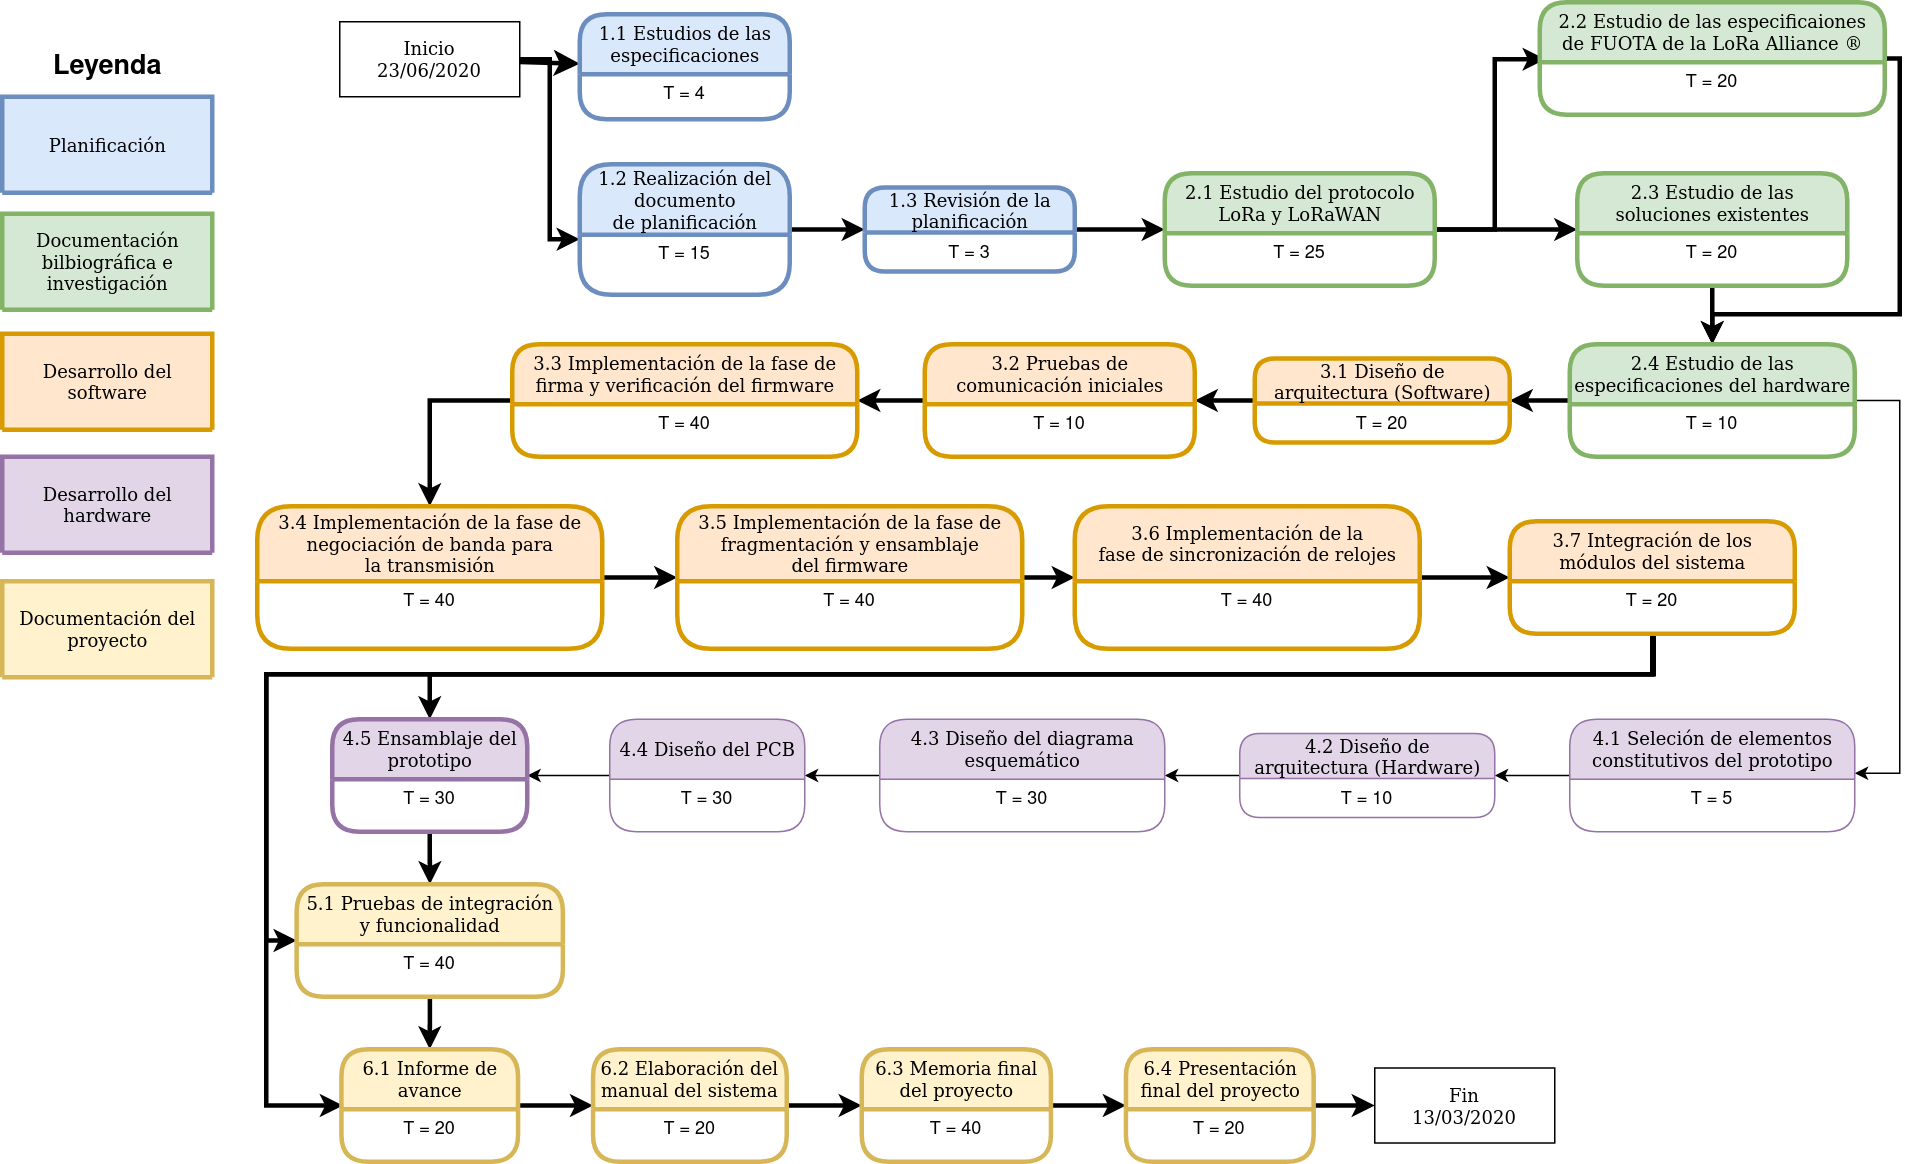 Leyenda
Planificación
Documentación
bilbiográfica e
investigación
Desarrollo del
software
Desarrollo del
hardware
Documentación del
proyecto
Inicio
23/06/2020
1.1 Estudios de las
especificaciones
T = 4
1.2 Realización del
documento
de planificación
T = 15
1.3 Revisión de la
planificación
T = 3
2.1 Estudio del protocolo
LoRa y LoRaWAN
T = 25
2.2 Estudio de las especificaiones
de FUOTA de la LoRa Alliance ®
T = 20
2.3 Estudio de las
soluciones existentes
T = 20
2.4 Estudio de las
especificaciones del hardware
T = 10
3.1 Diseño de
arquitectura (Software)
T = 20
3.2 Pruebas de
comunicación iniciales
T = 10
3.3 Implementación de la fase de
firma y verificación del firmware
T = 40
3.4 Implementación de la fase de
negociación de banda para
la transmisión
T = 40
3.5 Implementación de la fase de
fragmentación y ensamblaje
del firmware
T = 40
3.6 Implementación de la
fase de sincronización de relojes
T = 40
3.7 Integración de los
módulos del sistema
T = 20
4.1 Seleción de elementos
constitutivos del prototipo
T = 5
4.2 Diseño de
arquitectura (Hardware)
T = 10
4.3 Diseño del diagrama
esquemático
T = 30
4.4 Diseño del PCB
T = 30
4.5 Ensamblaje del
prototipo
T = 30
5.1 Pruebas de integración
y funcionalidad
T = 40
6.1 Informe de
avance
T = 20
6.2 Elaboración del
manual del sistema
T = 20
6.3 Memoria final
del proyecto
T = 40
6.4 Presentación
final del proyecto
T = 20
Fin
13/03/2020